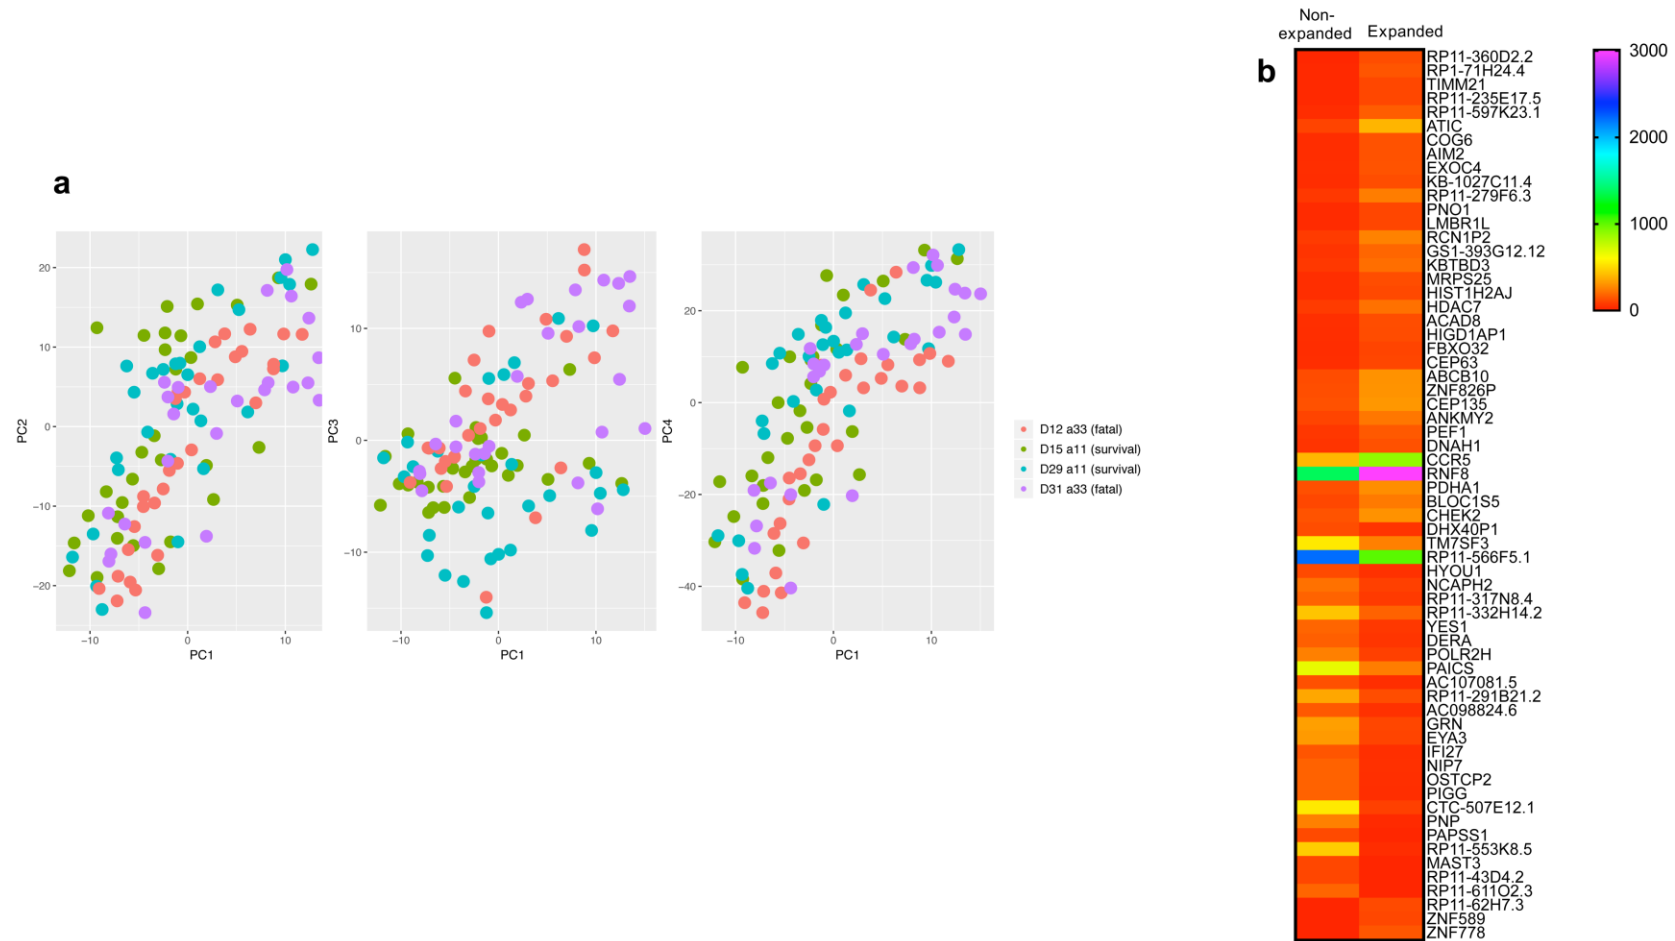 a
PC2
20
10
0
−10
−20
−10
0
10
PC1
PC3
10
0
−10
−10
0
10
PC1
PC4
20
0
−20
−40
−10
0
10
PC1
D12 a33 (fatal)
D15 a11 (survival)
D29 a11 (survival)
D31 a33 (fatal)
b
Non-
expanded
Expanded
RP11-360D2.2
RP1-71H24.4
TIMM21
RP11-235E17.5
RP11-597K23.1
ATIC
COG6
AIM2
EXOC4
KB-1027C11.4
RP11-279F6.3
PNO1
LMBR1L
RCN1P2
GS1-393G12.12
KBTBD3
MRPS25
HIST1H2AJ
HDAC7
ACAD8
HIGD1AP1
FBXO32
CEP63
ABCB10
ZNF826P
CEP135
ANKMY2
PEF1
DNAH1
CCR5
RNF8
PDHA1
BLOC1S5
CHEK2
DHX40P1
TM7SF3
RP11-566F5.1
HYOU1
NCAPH2
RP11-317N8.4
RP11-332H14.2
YES1
DERA
POLR2H
PAICS
AC107081.5
RP11-291B21.2
AC098824.6
GRN
EYA3
IFI27
NIP7
OSTCP2
PIGG
CTC-507E12.1
PNP
PAPSS1
RP11-553K8.5
MAST3
RP11-43D4.2
RP11-611O2.3
RP11-62H7.3
ZNF589
ZNF778
3000
2000
1000
0